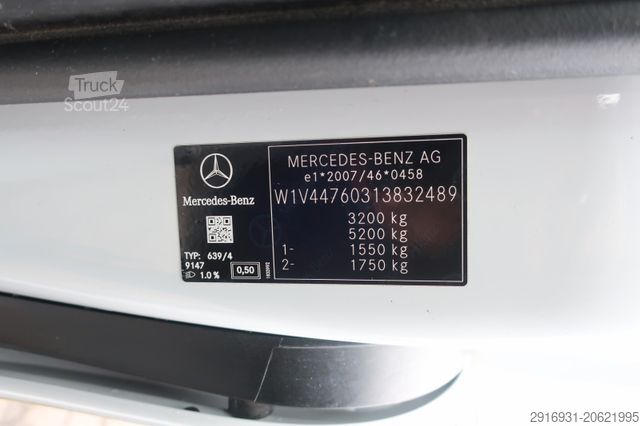 Truck
Scout24
Mercedes-Benz
TYP: 639/4
9147
1.0 %
0,50
MERCEDES-BENZ AG
e1*2007/46*0458
W1V44760313832489
3200 kg
5200 kg
1- 1550 kg
2- 1750 kg
2916931-20621995